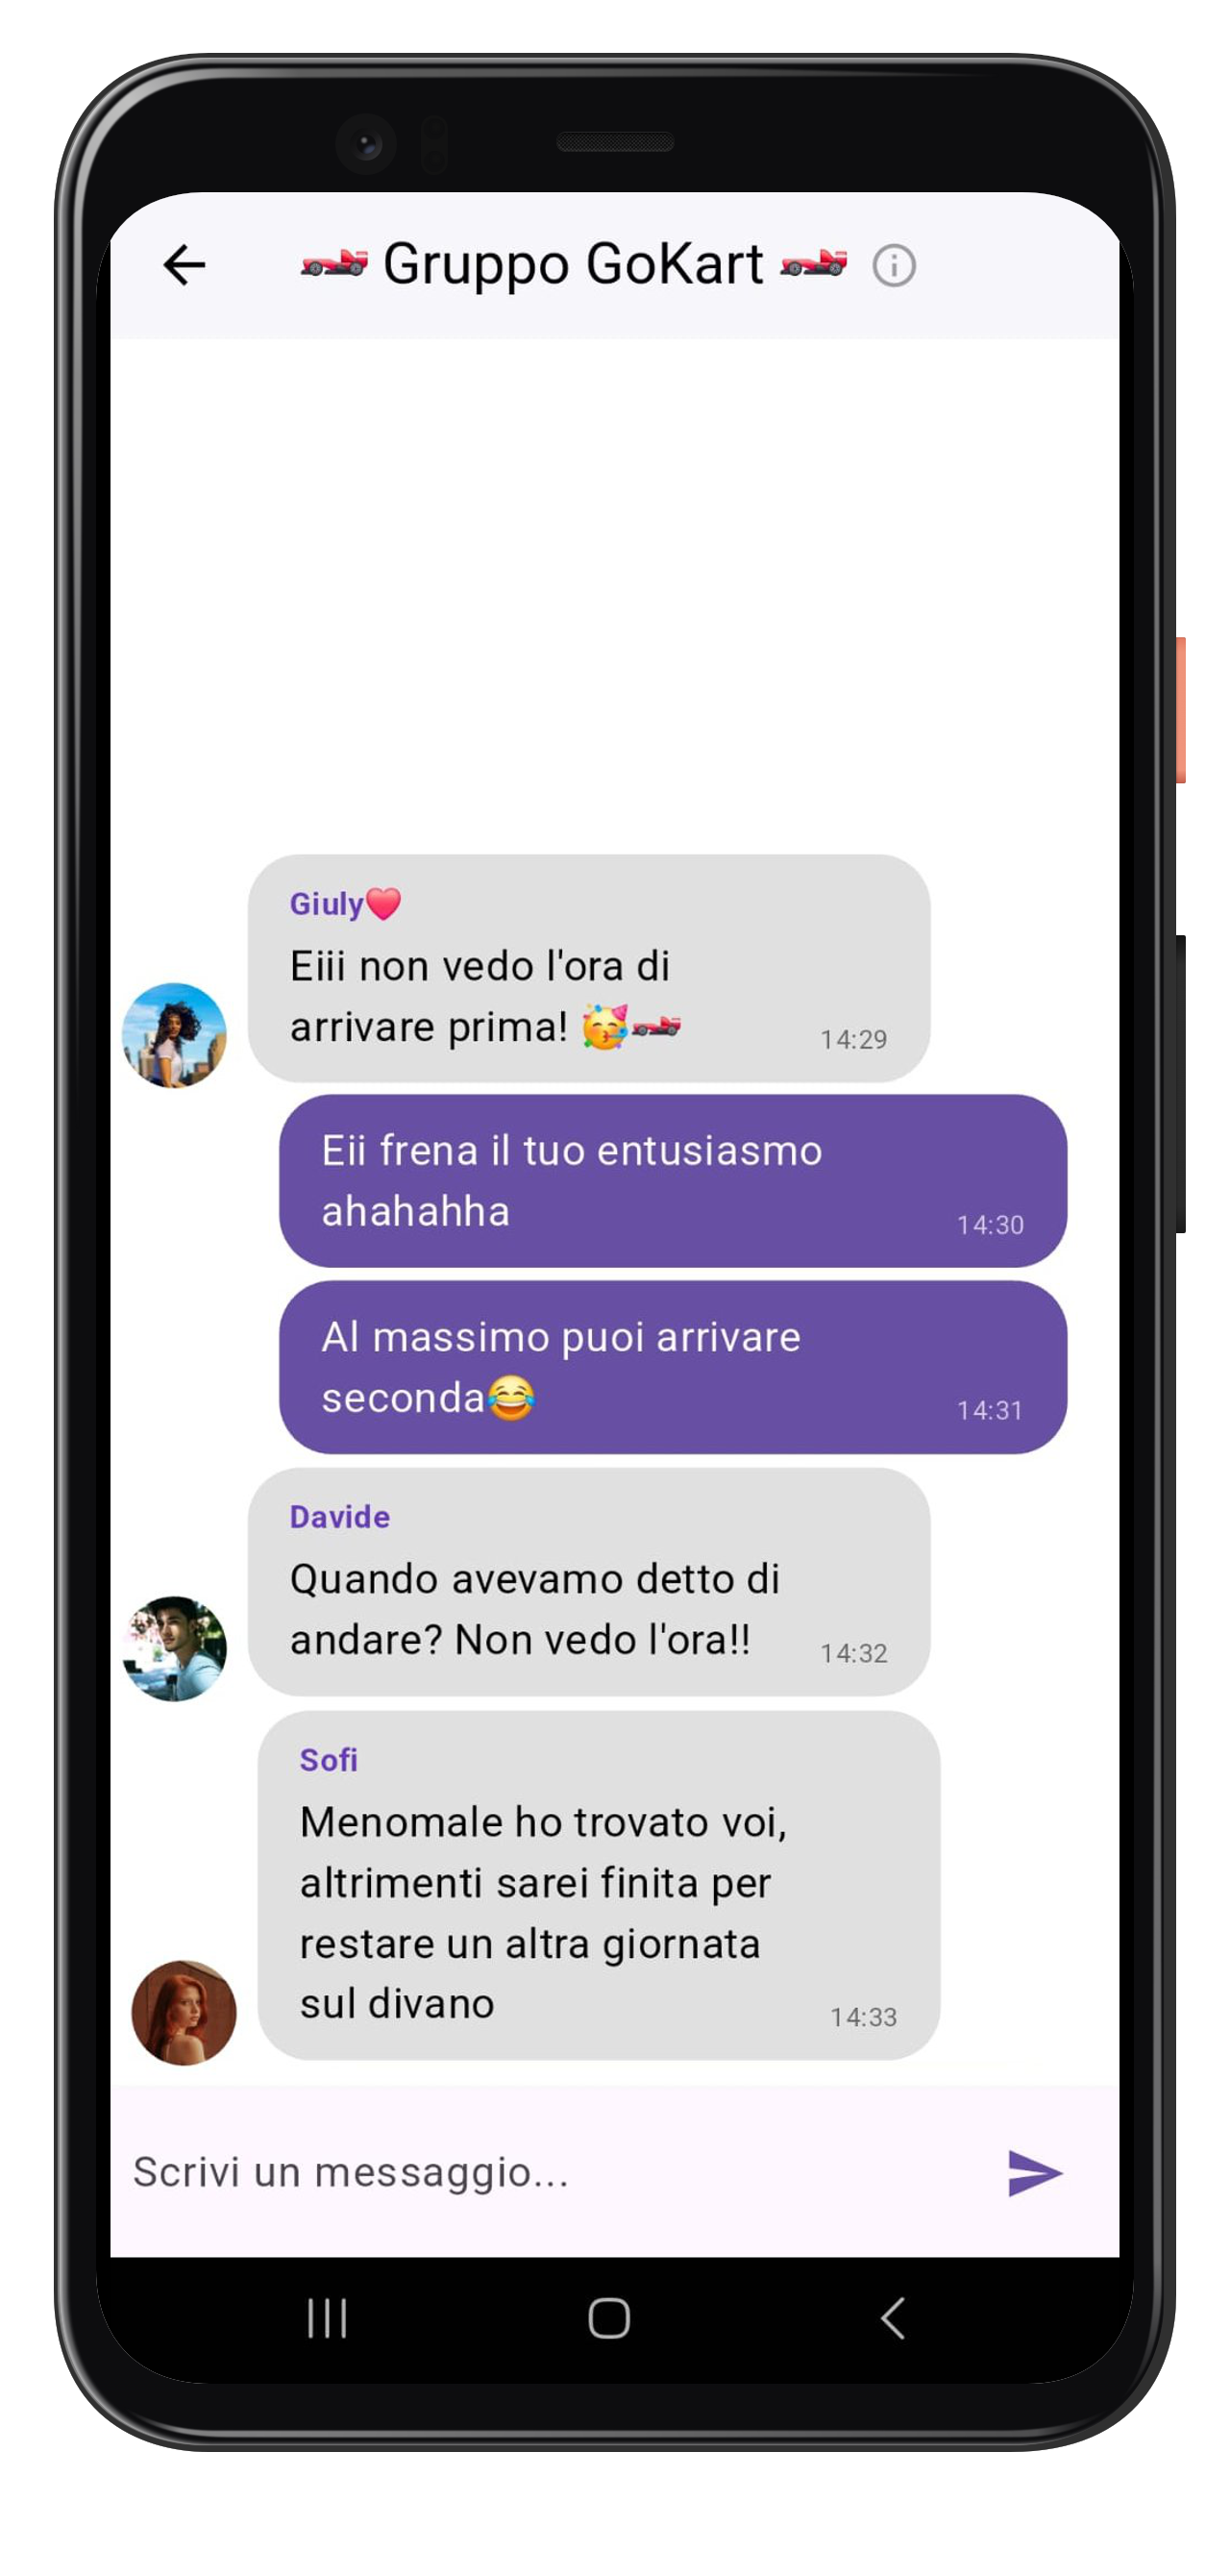 🏎️ Gruppo GoKart 🏎️
Giuly❤️
Eiii non vedo l'ora di
arrivare prima! 🥳🏎️ 14:29
Eii frena il tuo entusiasmo
ahahahha 14:30
Al massimo puoi arrivare
seconda😂 14:31
Davide
Quando avevamo detto di
andare? Non vedo l'ora!! 14:32
Sofi
Menomale ho trovato voi,
altrimenti sarei finita per
restare un altra giornata
sul divano 14:33
Scrivi un messaggio...